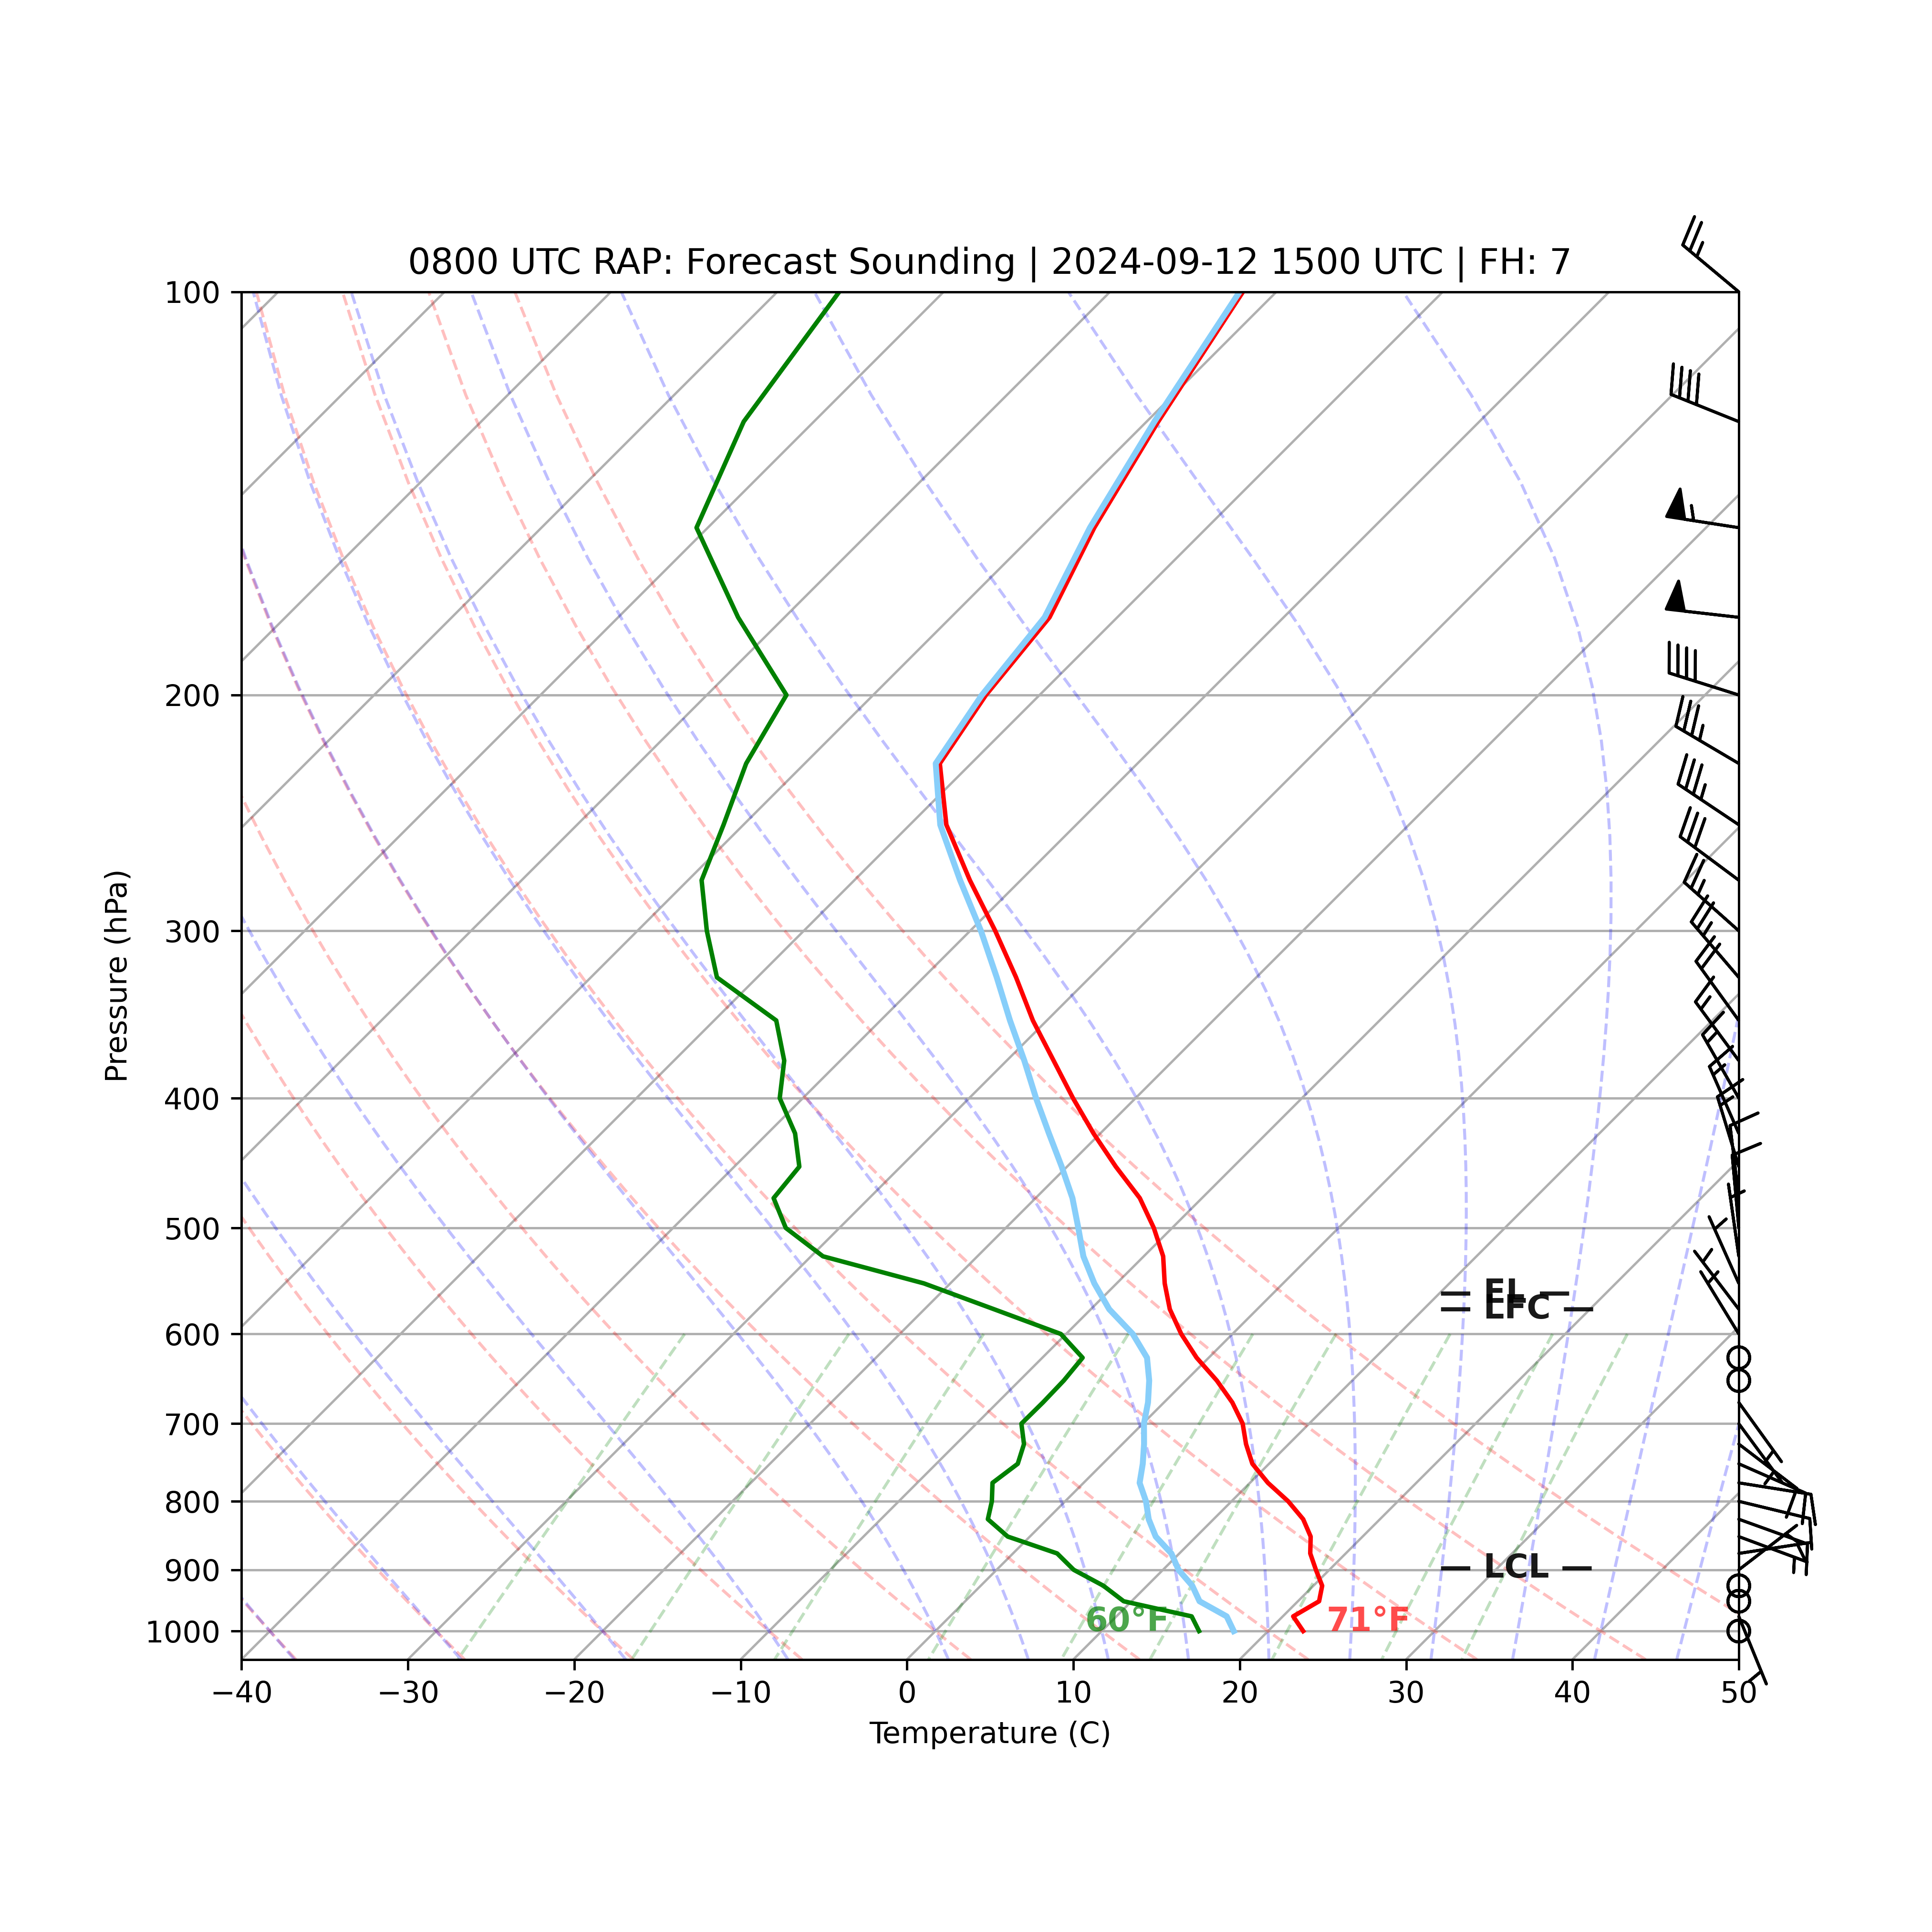 0800 UTC RAP: Forecast Sounding | 2024-09-12 1500 UTC | FH: 7
100
200
300
400
500
600
700
800
900
1000
Pressure (hPa)
— EL —
— LFC —
— LCL —
60°F
71°F
−40 −30 −20 −10 0 10 20 30 40 50
Temperature (C)